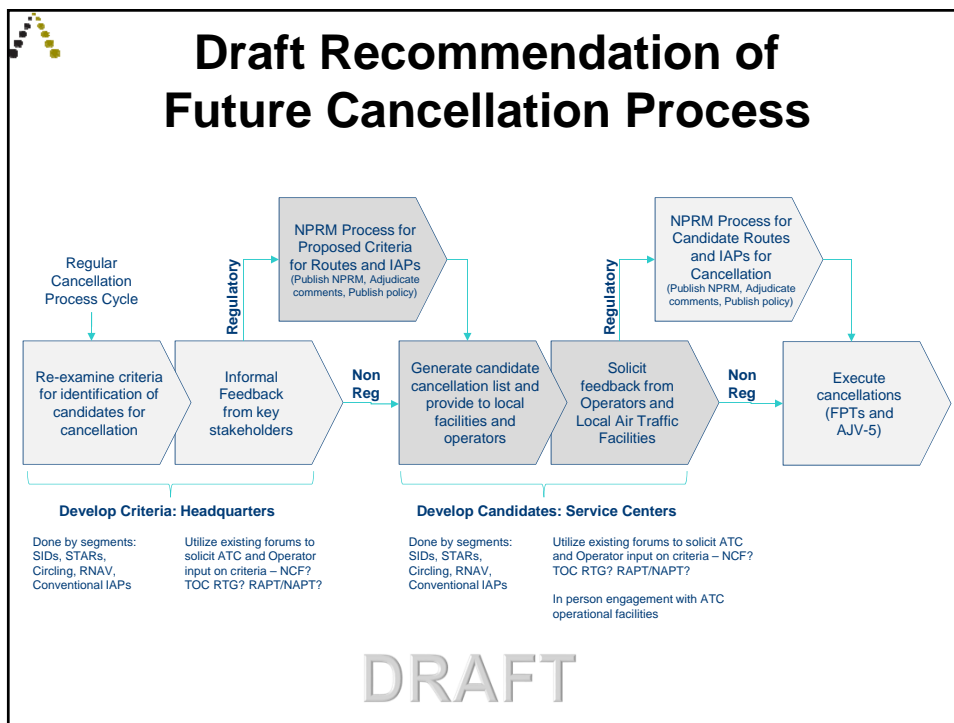 Draft Recommendation of
Future Cancellation Process
Regular
Cancellation
Process Cycle
Re-examine criteria
for identification of
candidates for
cancellation
Informal
Feedback
from key
stakeholders
Regulatory
NPRM Process for
Proposed Criteria
for Routes and IAPs
(Publish NPRM, Adjudicate
comments, Publish policy)
Non
Reg
Generate candidate
cancellation list and
provide to local
facilities and
operators
Solicit
feedback from
Operators and
Local Air Traffic
Facilities
Regulatory
NPRM Process for
Candidate Routes
and IAPs for
Cancellation
(Publish NPRM, Adjudicate
comments, Publish policy)
Non
Reg
Execute
cancellations
(FPTs and
AJV-5)
Develop Criteria: Headquarters
Done by segments:
SIDs, STARs,
Circling, RNAV,
Conventional IAPs
Utilize existing forums to
solicit ATC and Operator
input on criteria – NCF?
TOC RTG? RAPT/NAPT?
Develop Candidates: Service Centers
Done by segments:
SIDs, STARs,
Circling, RNAV,
Conventional IAPs
Utilize existing forums to solicit ATC
and Operator input on criteria – NCF?
TOC RTG? RAPT/NAPT?
In person engagement with ATC
operational facilities
DRAFT